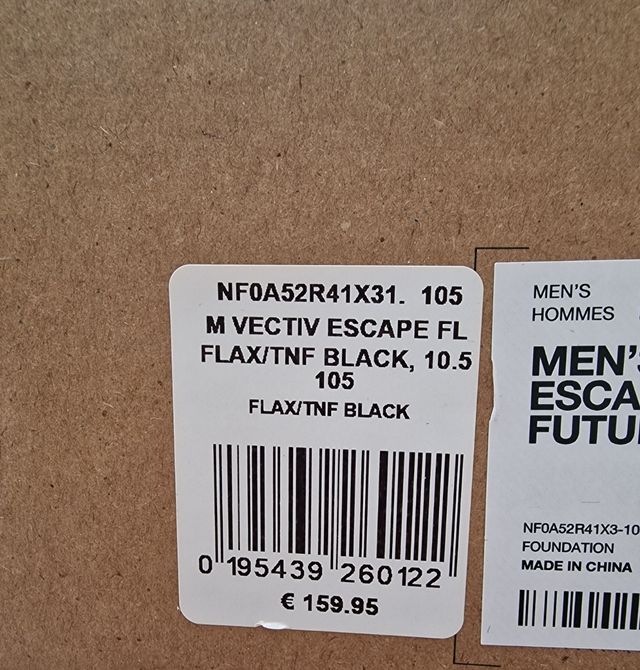 NF0A52R41X31. 105
M VECTIV ESCAPE FL
FLAX/TNF BLACK, 10.5
105
FLAX/TNF BLACK
0 195439 260122
€ 159.95
MEN'S
HOMMES
MEN'S
ESCA
FUTU
NF0A52R41X3-10
FOUNDATION
MADE IN CHINA